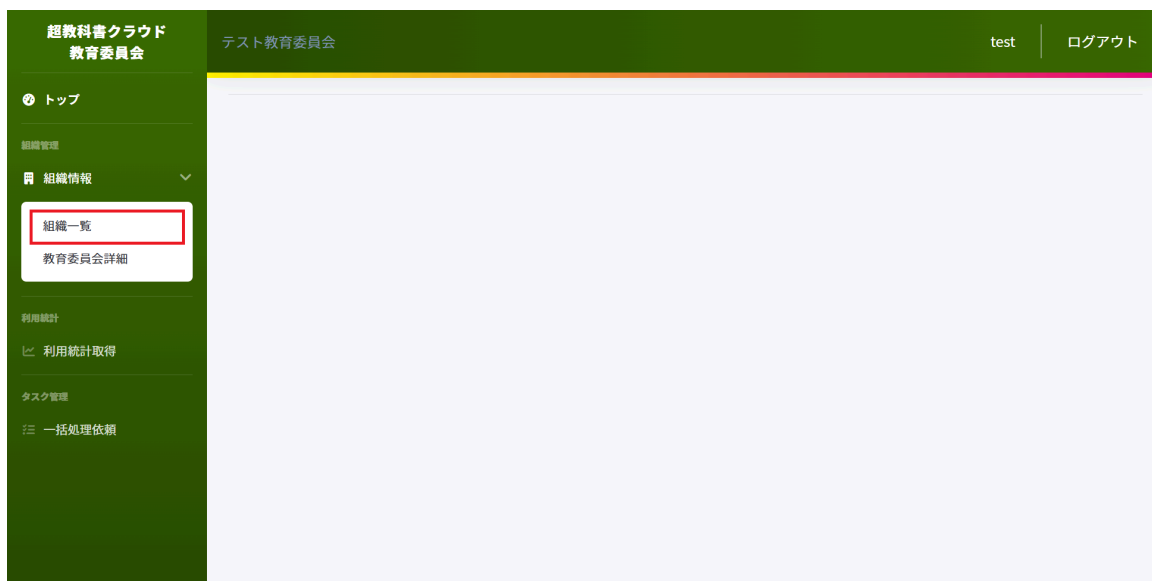 超教科書クラウド
教育委員会
テスト教育委員会
test
ログアウト
トップ
組織管理
組織情報
組織一覧
教育委員会詳細
利用統計
利用統計取得
タスク管理
一括処理依頼